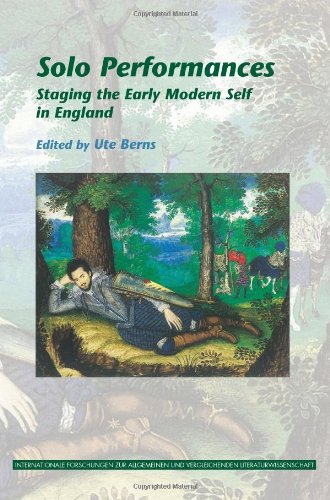 Solo Performances
Staging the Early Modern Self
in England
Edited by Ute Berns
INTERNATIONALE FORSCHUNGEN ZUR ALLGEMEINEN UND VERGLEICHENDEN LITERATURWISSENSCHAFT